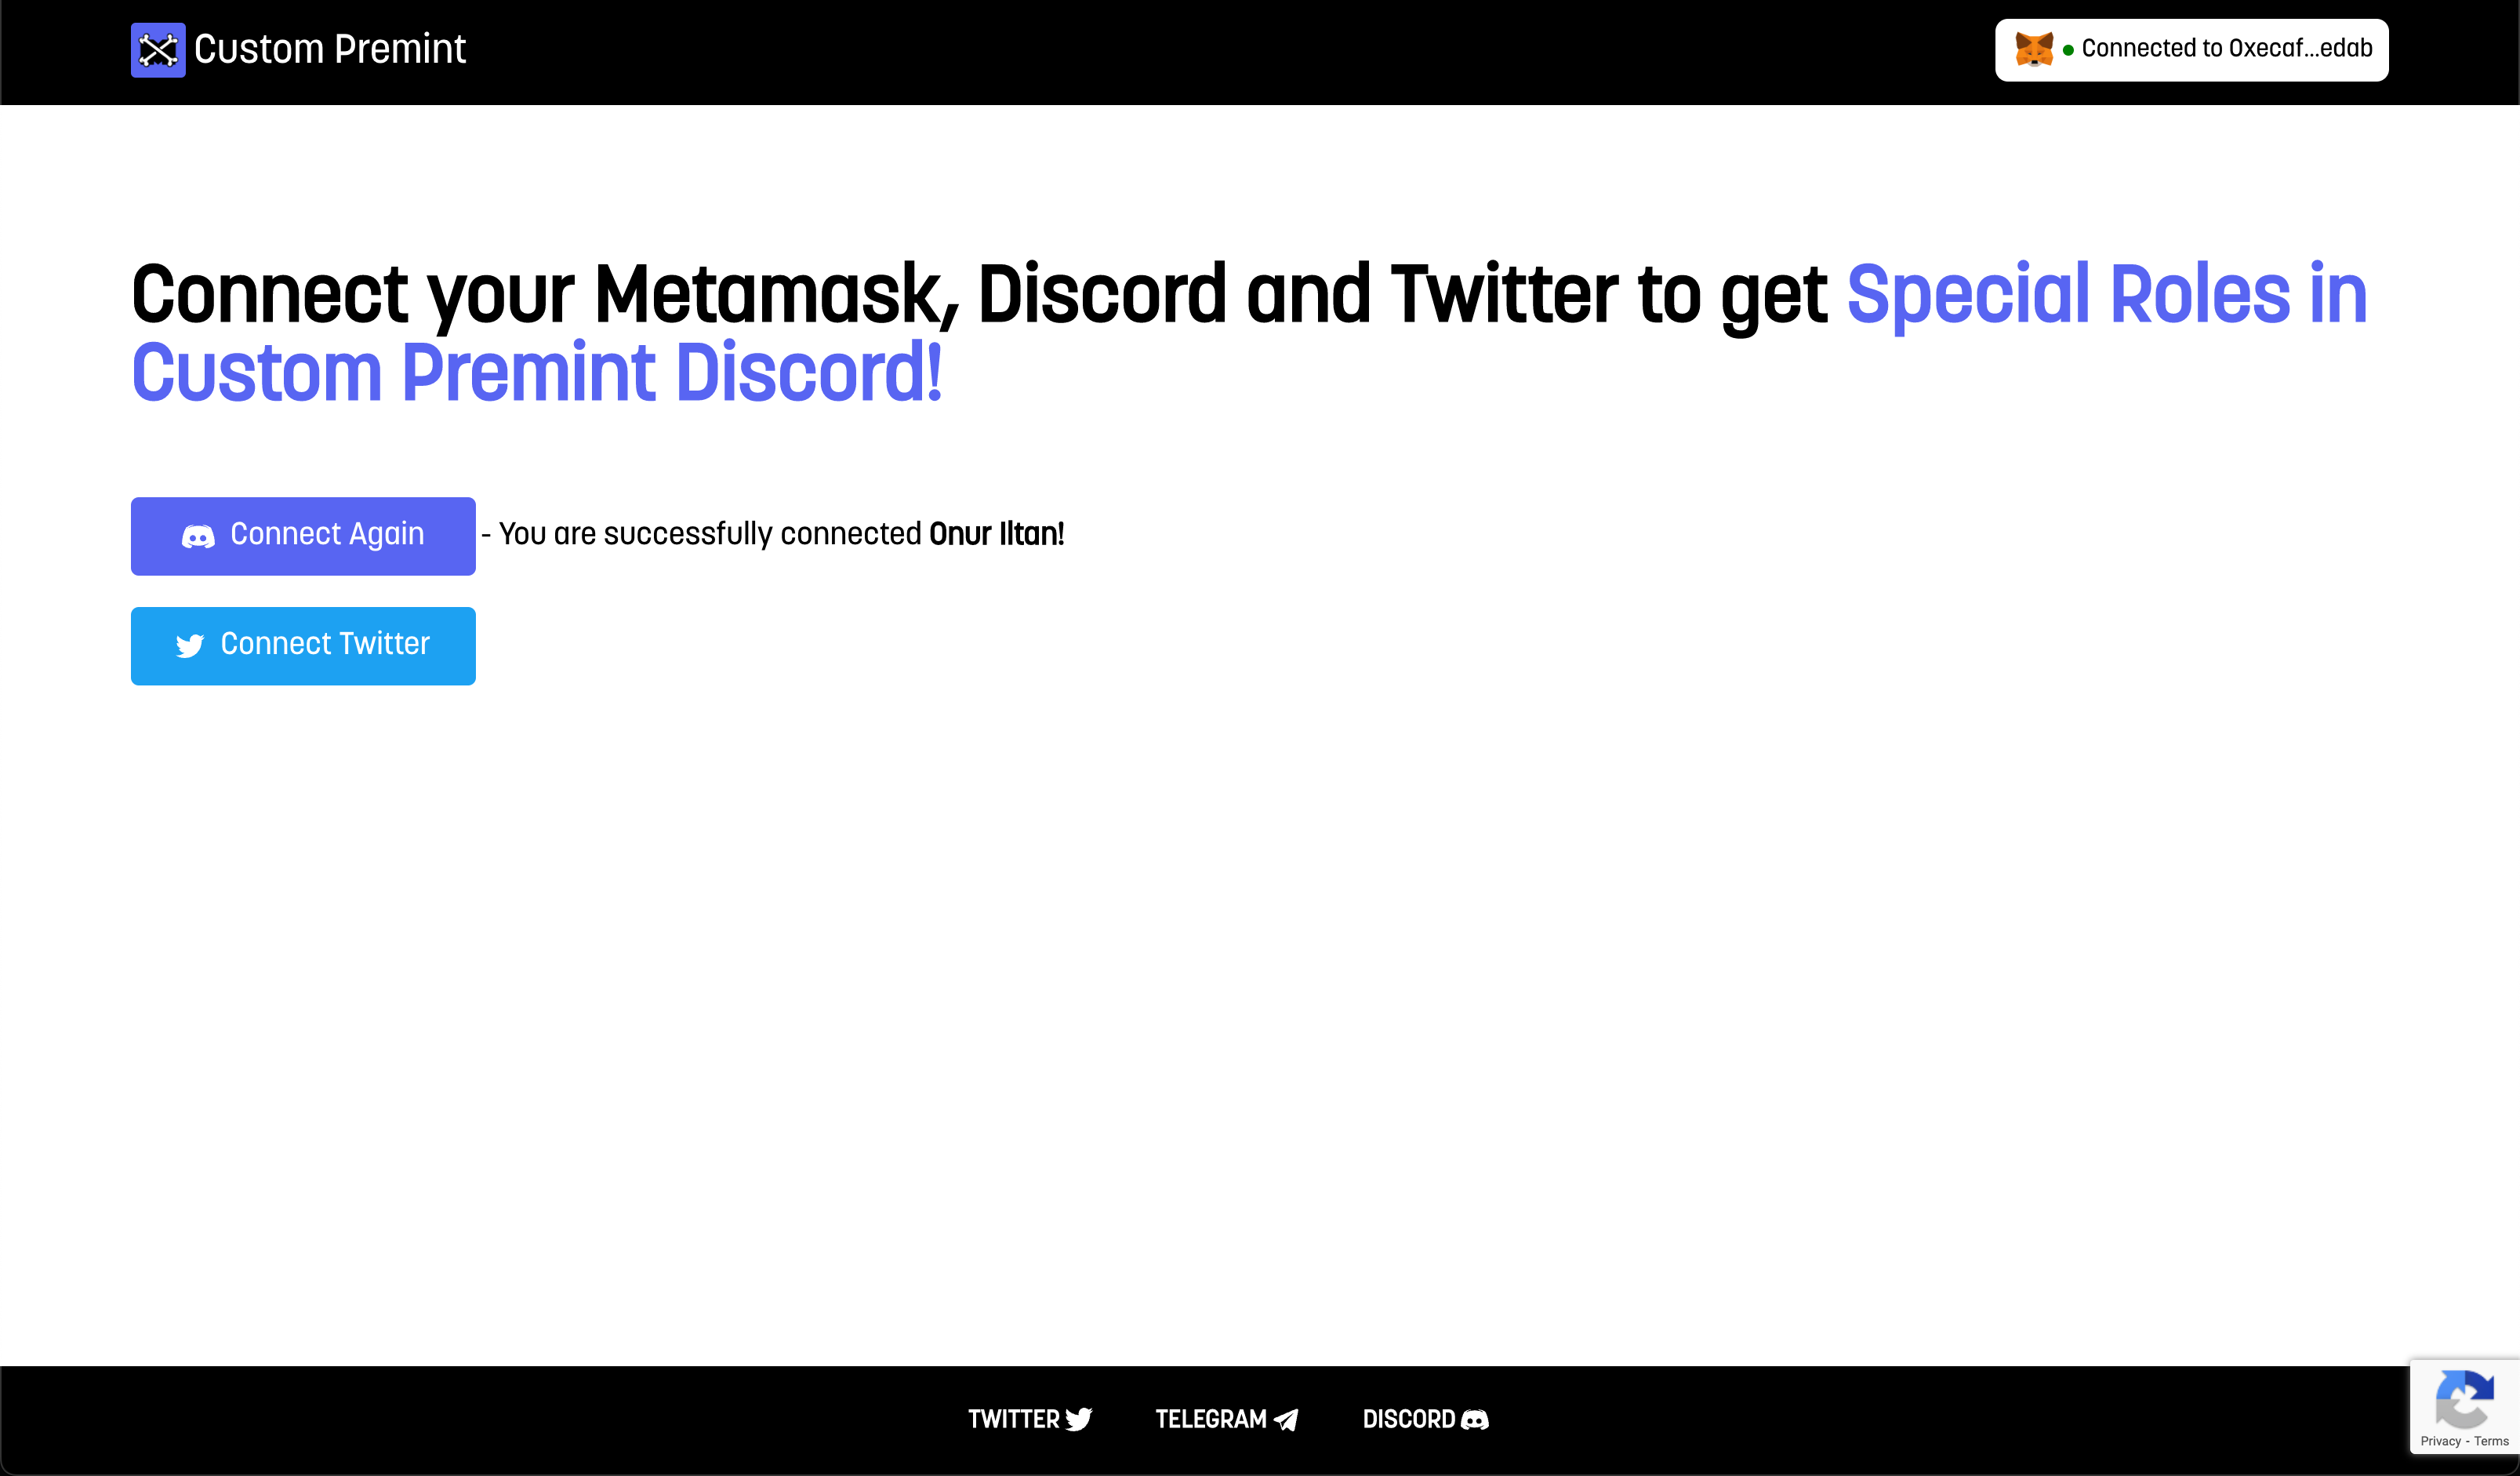 Custom Premint
Connected to 0xecaf...edab
Connect your Metamask, Discord and Twitter to get Special Roles in
Custom Premint Discord!
Connect Again - You are successfully connected Onur Iltan!
Connect Twitter
TWITTER TELEGRAM DISCORD
Privacy - Terms